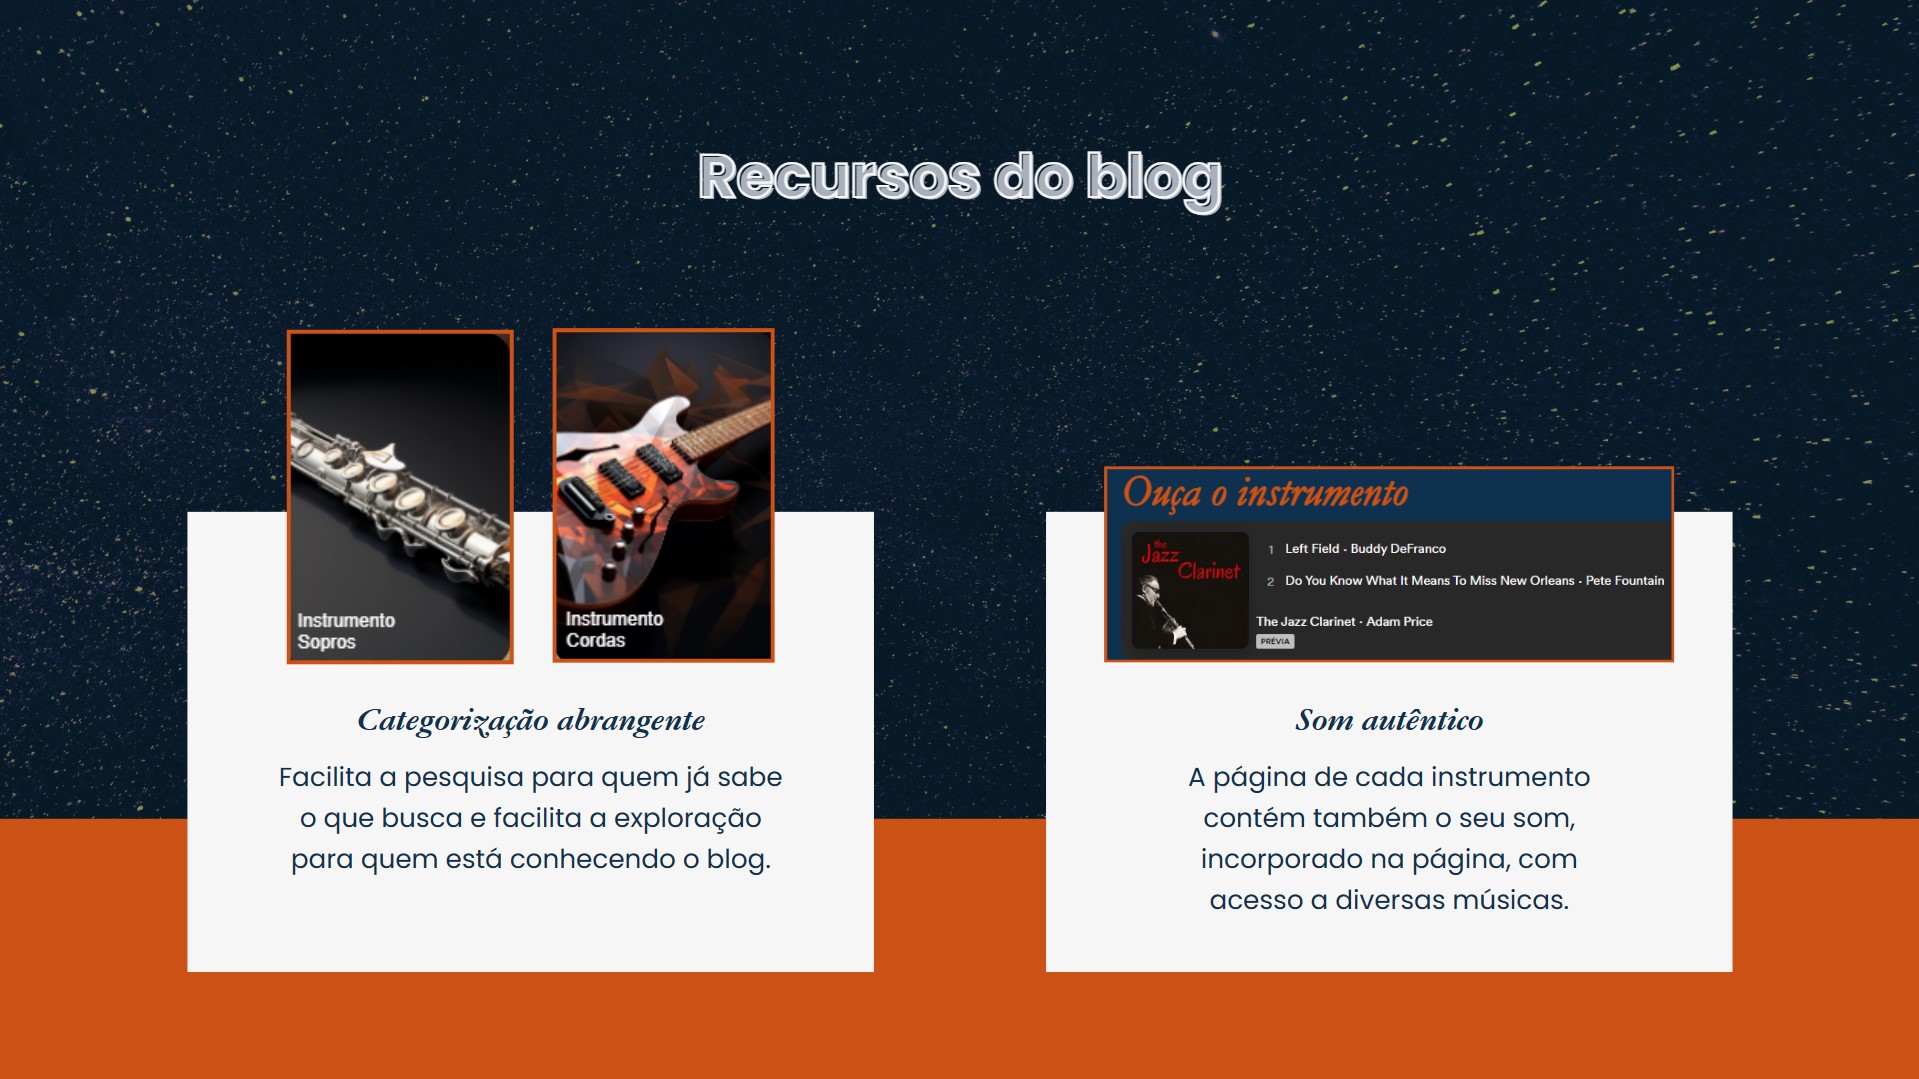 Recursos do blog
Instrumento
Sopros
Instrumento
Cordas
Categorização abrangente
Facilita a pesquisa para quem já sabe
o que busca e facilita a exploração
para quem está conhecendo o blog.
Ouça o instrumento
the
Jazz
Clarinet
1 Left Field · Buddy DeFranco
2 Do You Know What It Means To Miss New Orleans · Pete Fountain
The Jazz Clarinet · Adam Price
PRÉVIA
Som autêntico
A página de cada instrumento
contém também o seu som,
incorporado na página, com
acesso a diversas músicas.